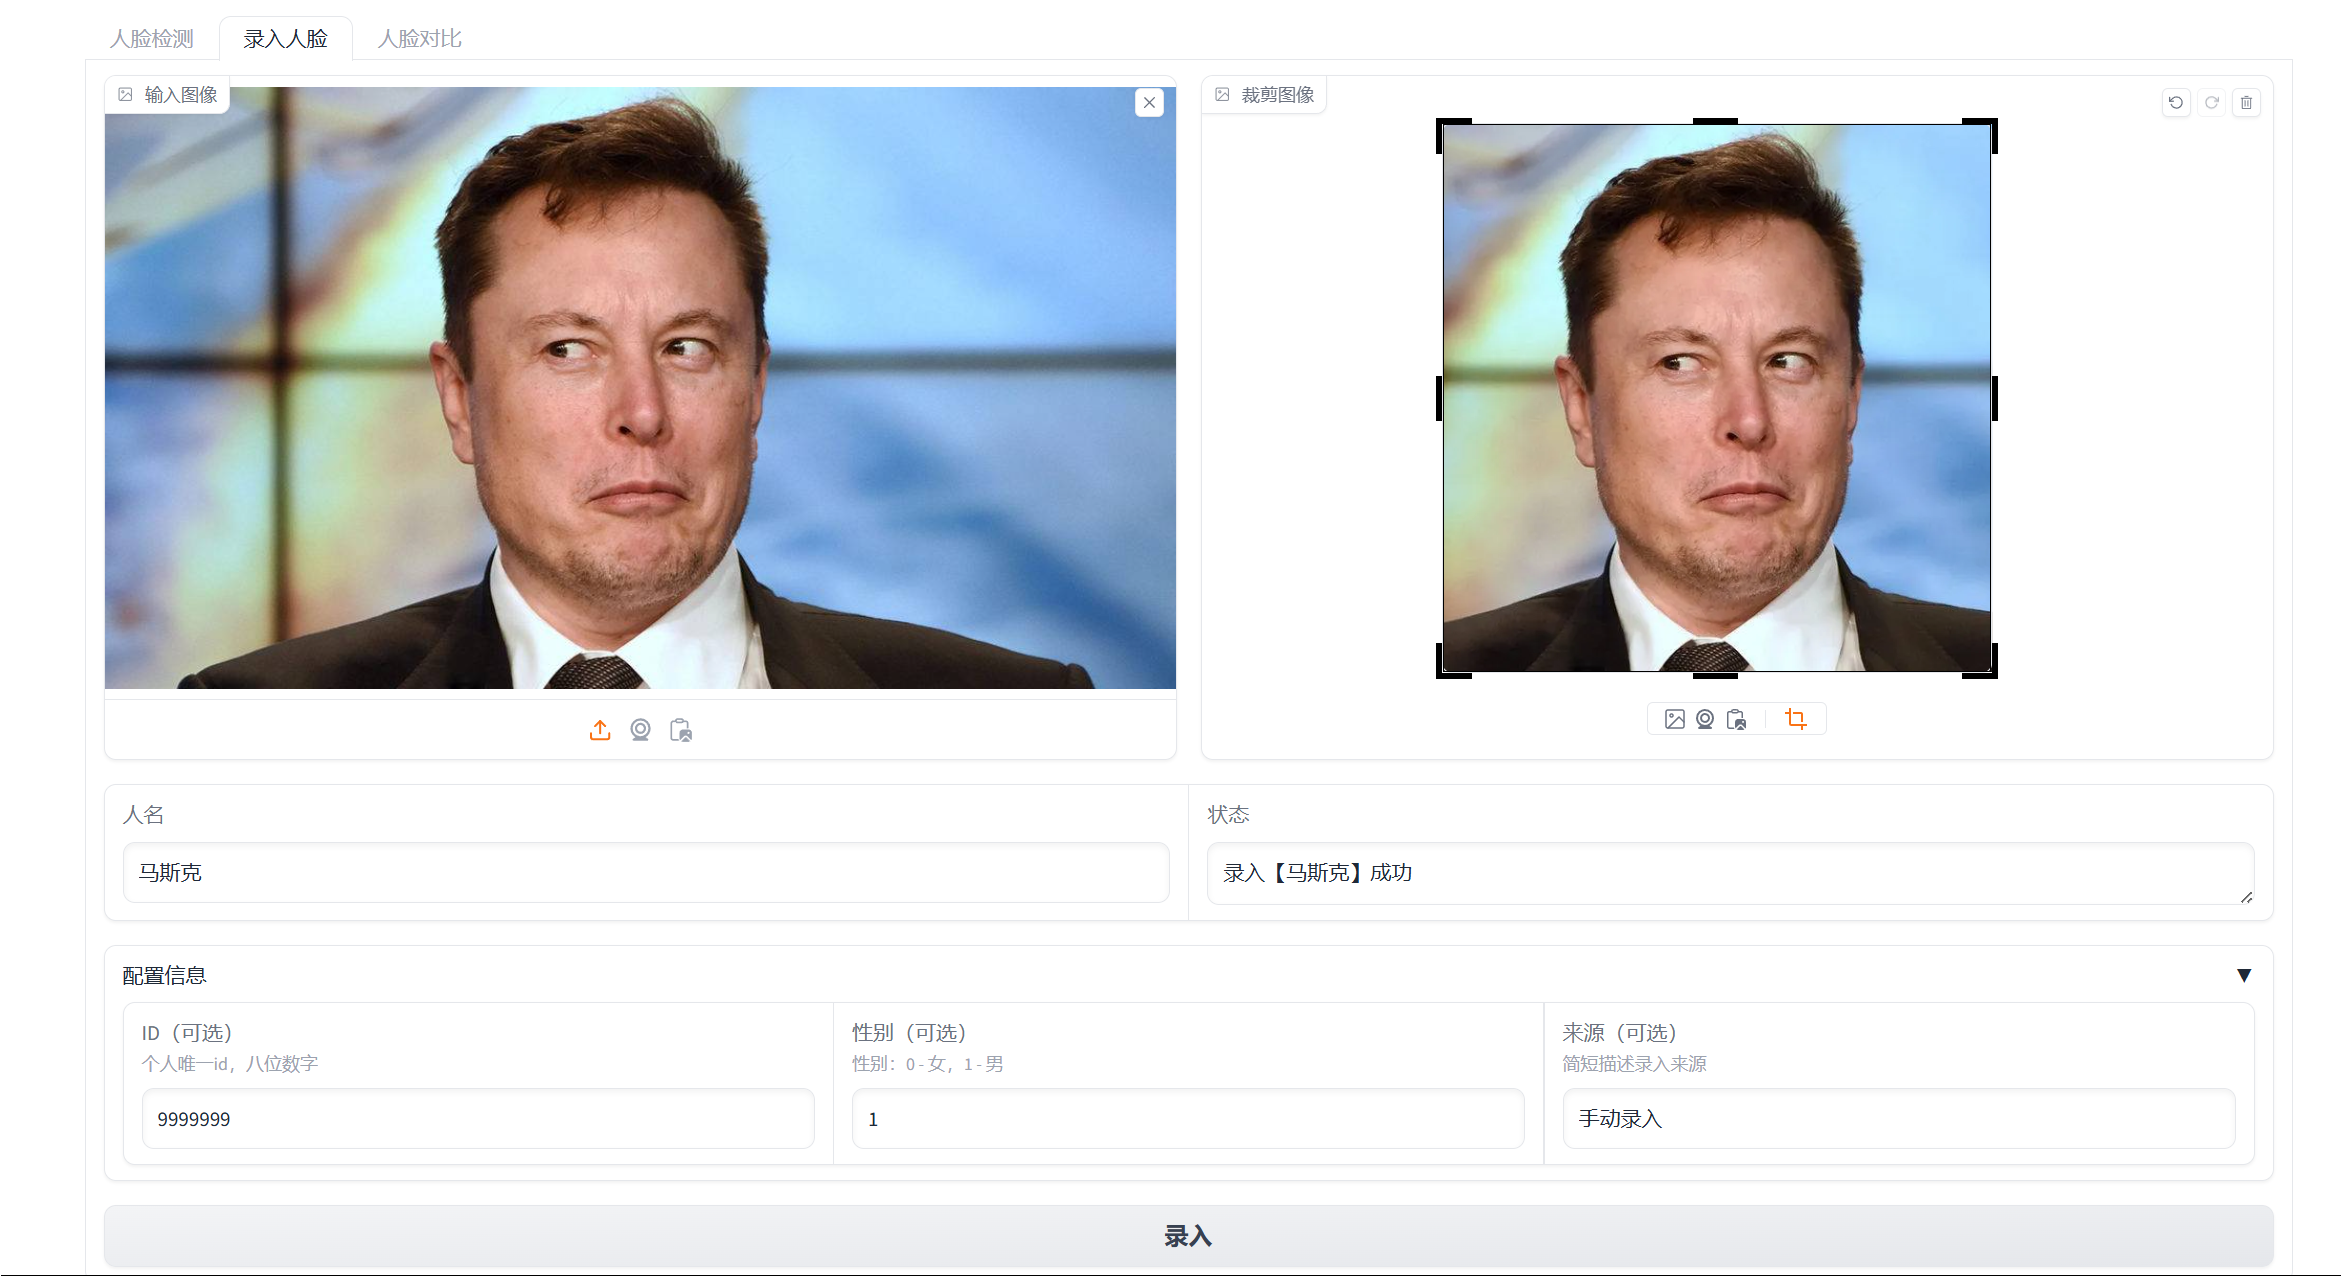 人脸检测
录入人脸
人脸对比
输入图像
裁剪图像
人名
马斯克
状态
录入【马斯克】成功
配置信息
▼
ID（可选）
个人唯一id，八位数字
9999999
性别（可选）
性别：0 - 女，1 - 男
1
来源（可选）
简短描述录入来源
手动录入
录入